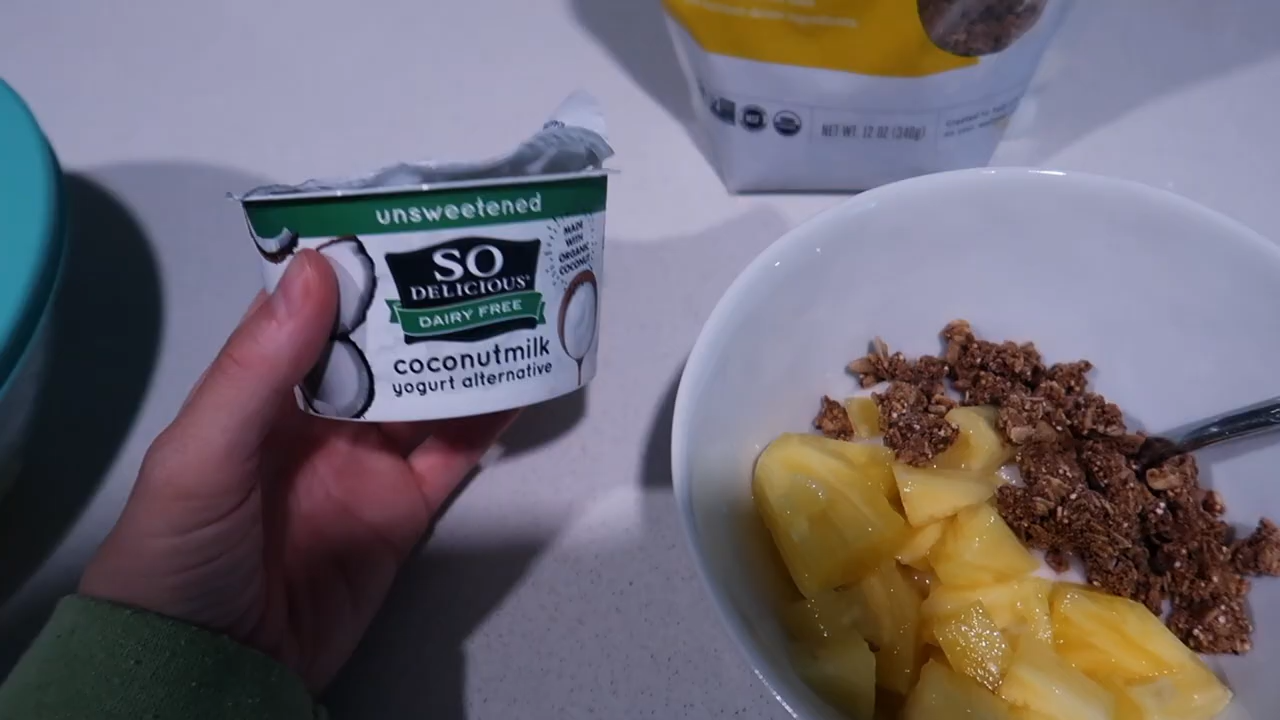 NET WT. 12 OZ (340g)
unsweetened
MADE
WITH
ORGANIC
COCONUT
SO
DELICIOUS
DAIRY FREE
coconutmilk
yogurt alternative